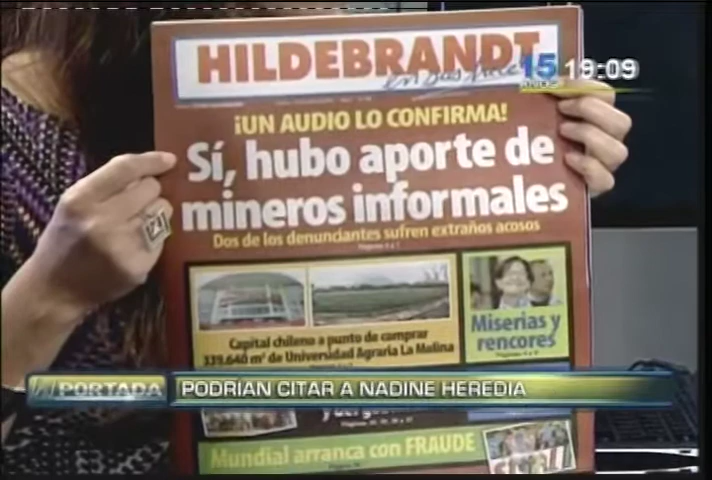 HILDEBRANDT
en sus trece
15 19:09
AÑOS
¡UN AUDIO LO CONFIRMA!
Sí, hubo aporte de
mineros informales
Dos de los denunciantes sufren extraños acosos
Capital chileno a punto de comprar
339.640 m² de Universidad Agraria La Molina
Miserias y
rencores
PORTADA
PODRÍAN CITAR A NADINE HEREDIA
Mundial arranca con FRAUDE